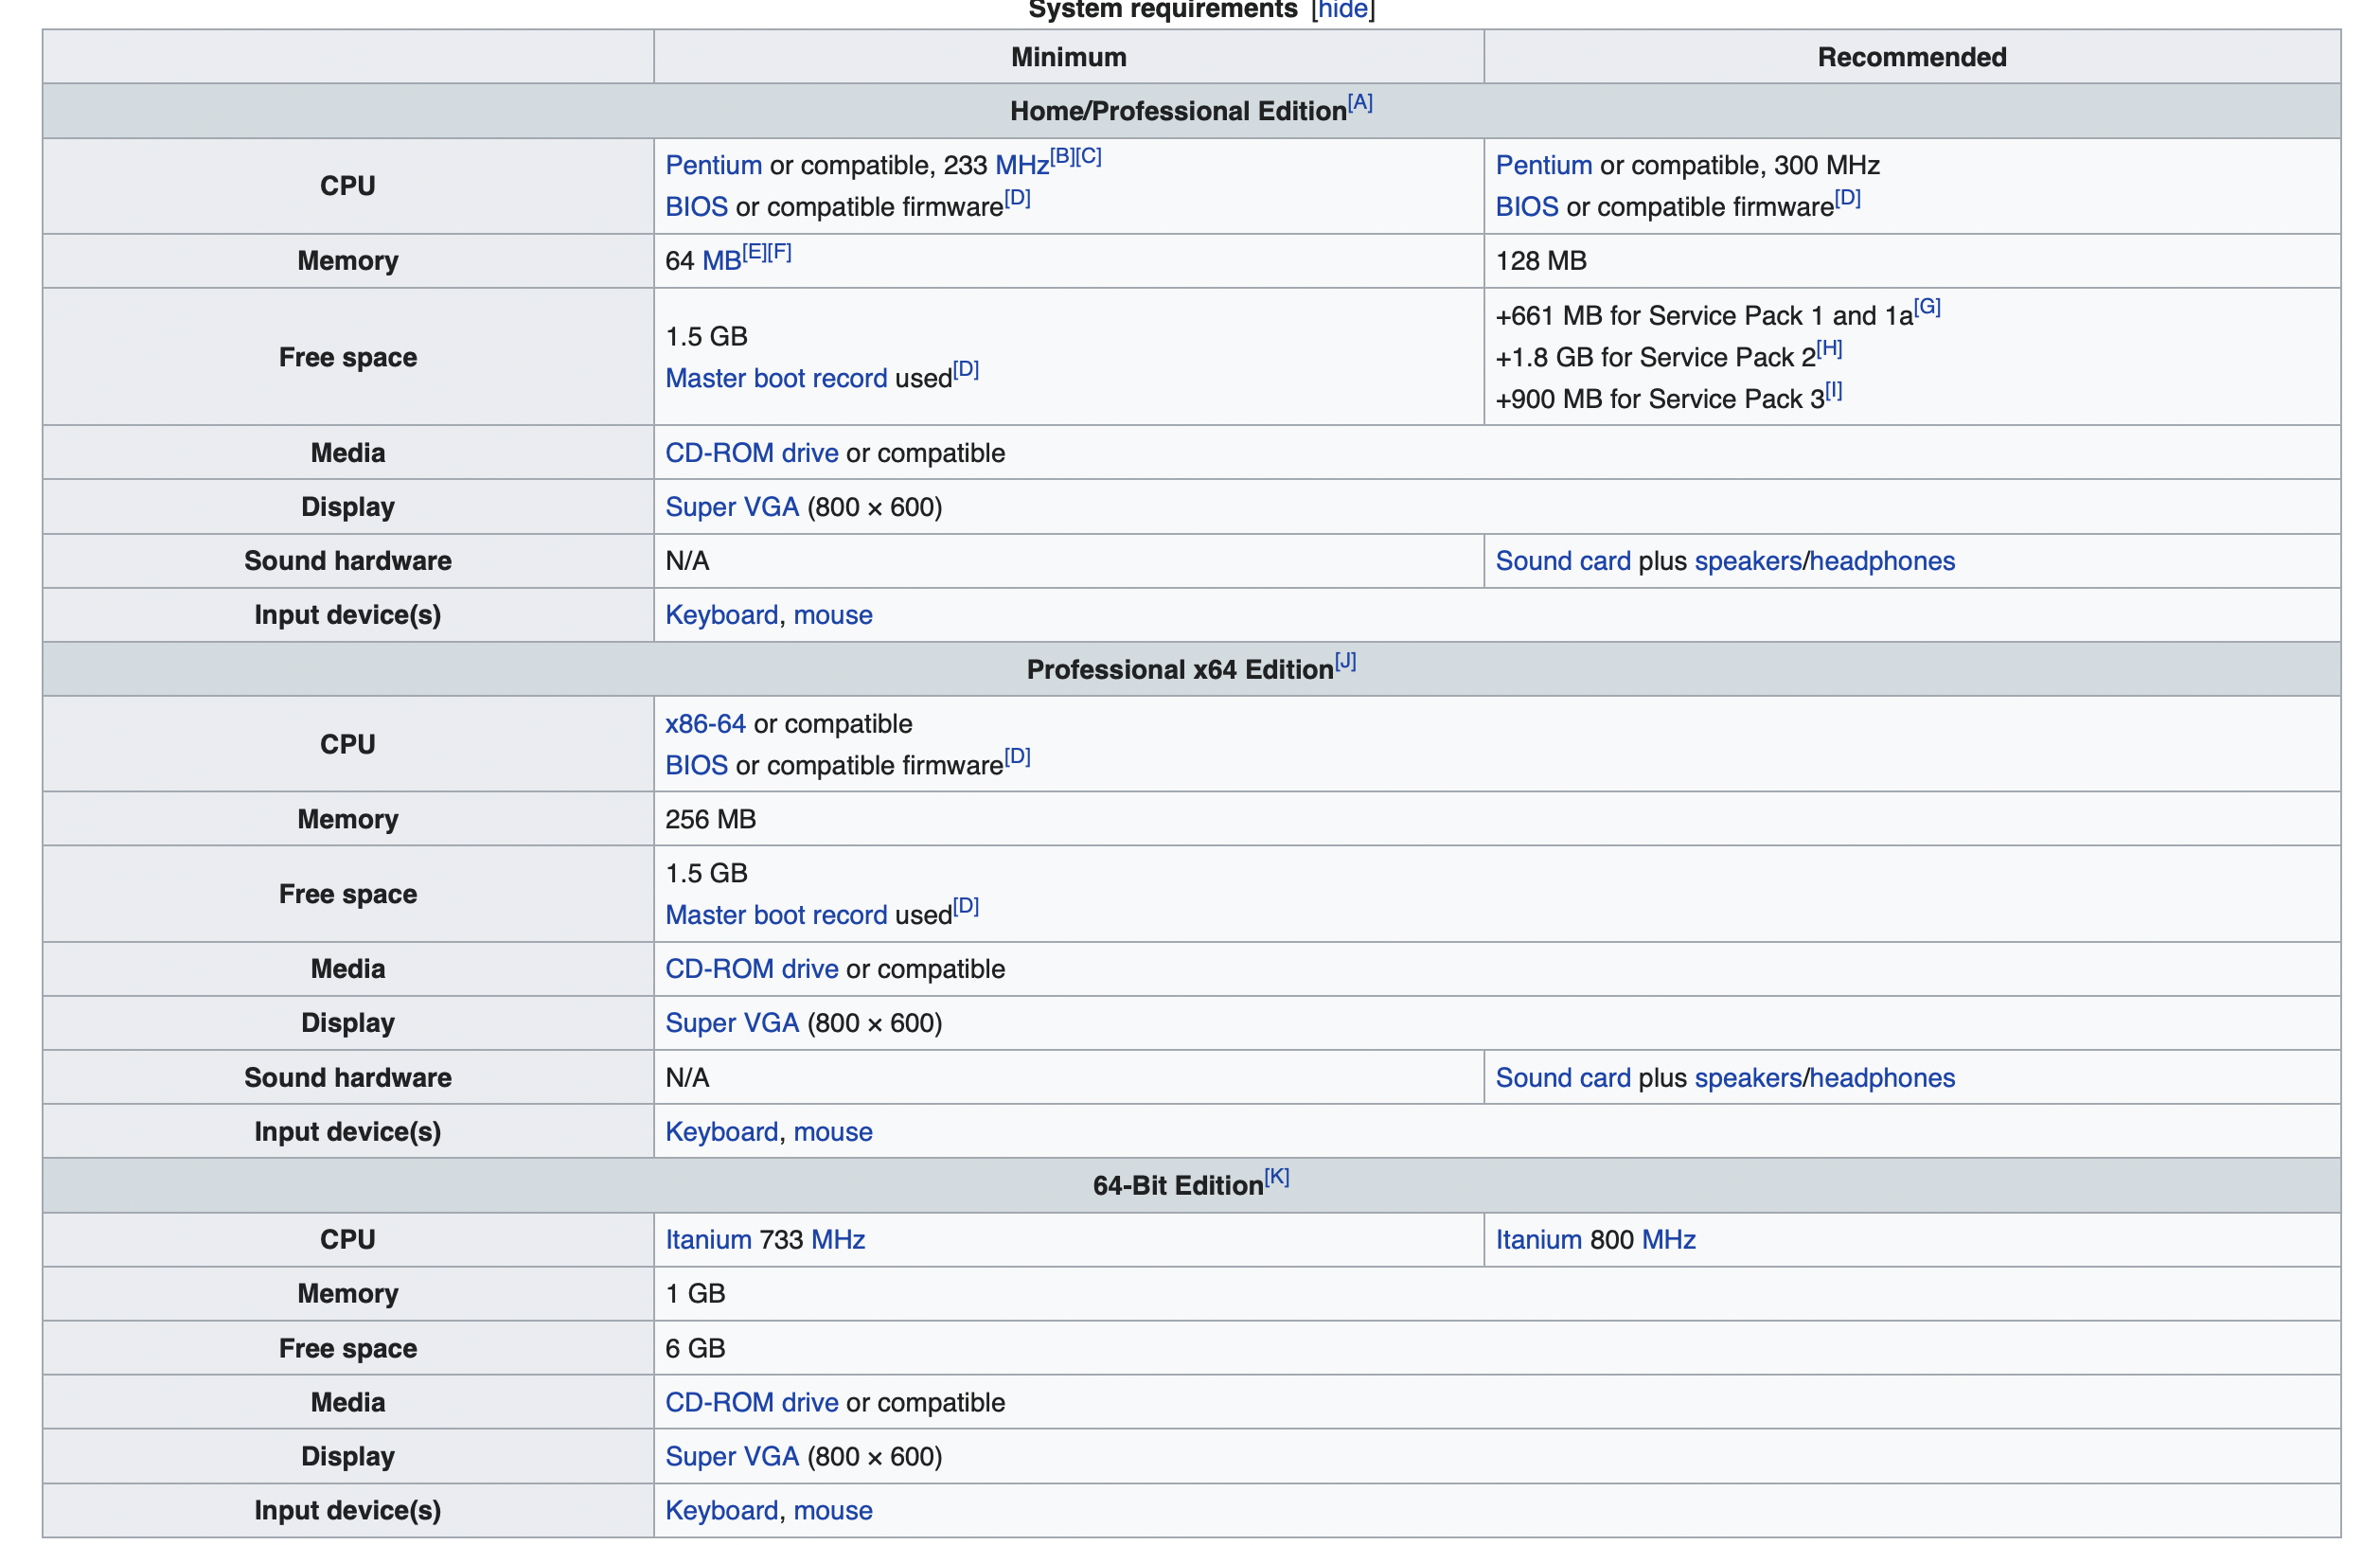 System requirements [hide]
Minimum Recommended
Home/Professional Edition[A]
CPU
Pentium or compatible, 233 MHz[B][C]
BIOS or compatible firmware[D]
Pentium or compatible, 300 MHz
BIOS or compatible firmware[D]
Memory 64 MB[E][F] 128 MB
Free space
1.5 GB
Master boot record used[D]
+661 MB for Service Pack 1 and 1a[G]
+1.8 GB for Service Pack 2[H]
+900 MB for Service Pack 3[I]
Media CD-ROM drive or compatible
Display Super VGA (800 × 600)
Sound hardware N/A Sound card plus speakers/headphones
Input device(s) Keyboard, mouse
Professional x64 Edition[J]
CPU
x86-64 or compatible
BIOS or compatible firmware[D]
Memory 256 MB
Free space
1.5 GB
Master boot record used[D]
Media CD-ROM drive or compatible
Display Super VGA (800 × 600)
Sound hardware N/A Sound card plus speakers/headphones
Input device(s) Keyboard, mouse
64-Bit Edition[K]
CPU Itanium 733 MHz Itanium 800 MHz
Memory 1 GB
Free space 6 GB
Media CD-ROM drive or compatible
Display Super VGA (800 × 600)
Input device(s) Keyboard, mouse